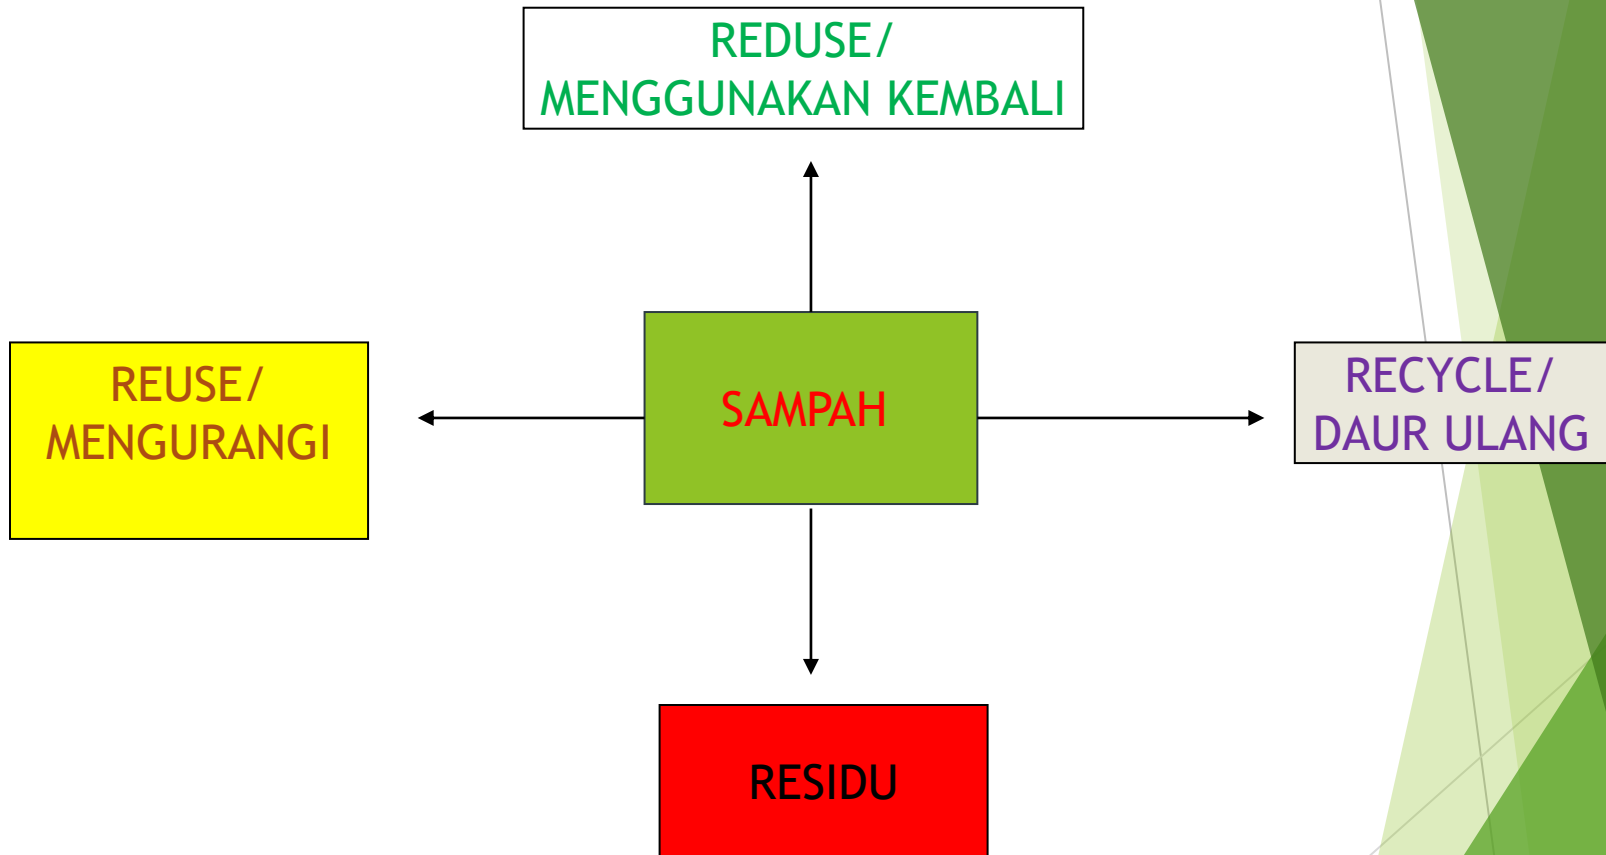 REDUSE/
MENGGUNAKAN KEMBALI
REUSE/
MENGURANGI
SAMPAH
RECYCLE/
DAUR ULANG
RESIDU